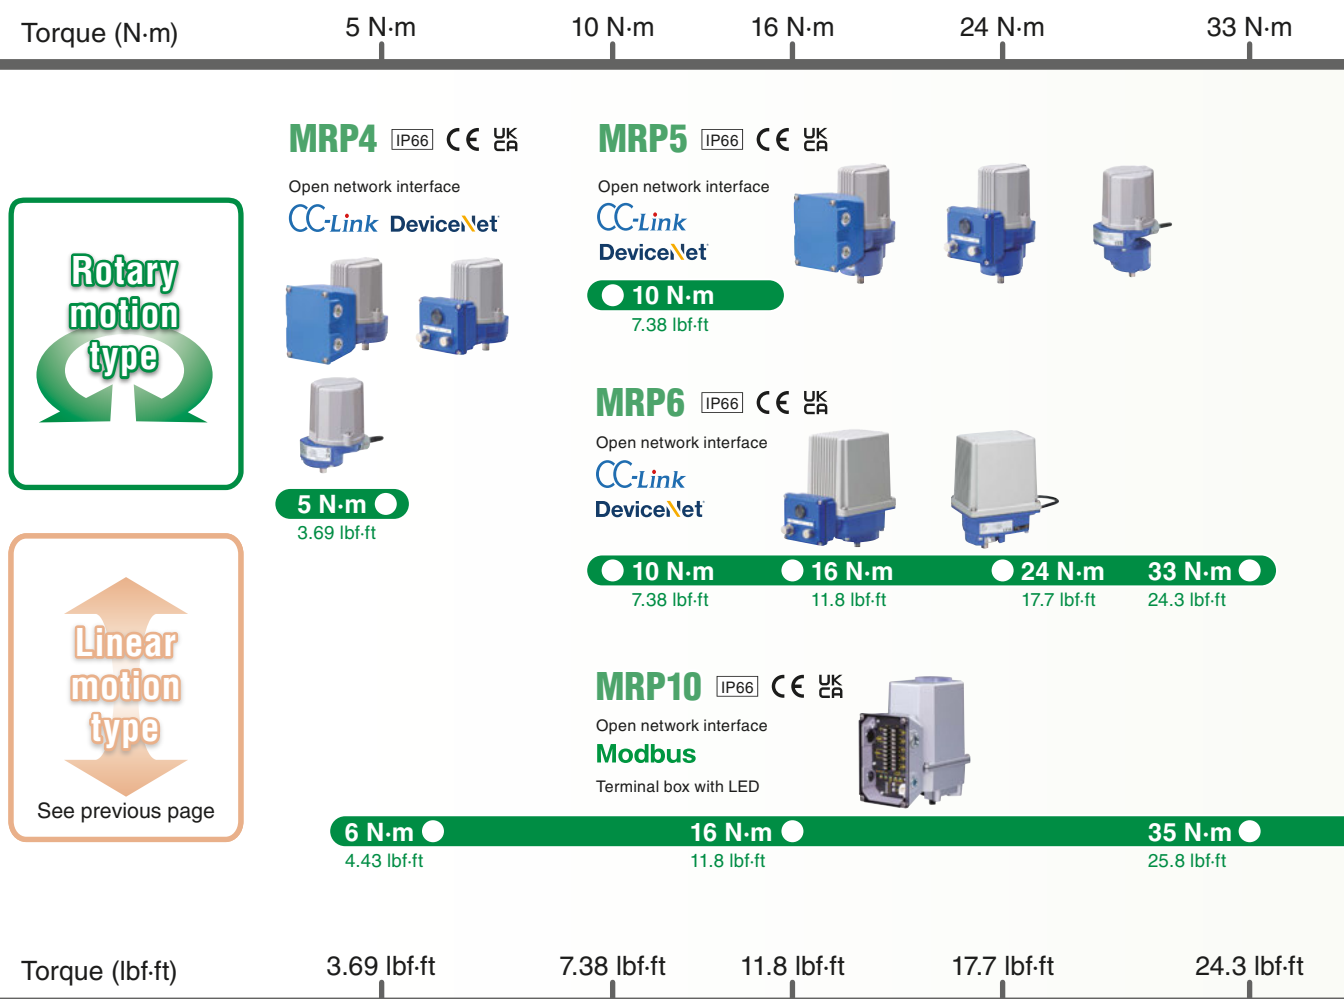 Torque (N·m)
5 N·m
10 N·m
16 N·m
24 N·m
33 N·m
MRP4 IP66 CE UK CA
Open network interface
CC-Link DeviceNet
5 N·m
3.69 lbf·ft
MRP5 IP66 CE UK CA
Open network interface
CC-Link
DeviceNet
10 N·m
7.38 lbf·ft
Rotary
motion
type
MRP6 IP66 CE UK CA
Open network interface
CC-Link
DeviceNet
10 N·m
16 N·m
24 N·m
33 N·m
7.38 lbf·ft
11.8 lbf·ft
17.7 lbf·ft
24.3 lbf·ft
Linear
motion
type
See previous page
MRP10 IP66 CE UK CA
Open network interface
Modbus
Terminal box with LED
6 N·m
16 N·m
35 N·m
4.43 lbf·ft
11.8 lbf·ft
25.8 lbf·ft
Torque (lbf·ft)
3.69 lbf·ft
7.38 lbf·ft
11.8 lbf·ft
17.7 lbf·ft
24.3 lbf·ft